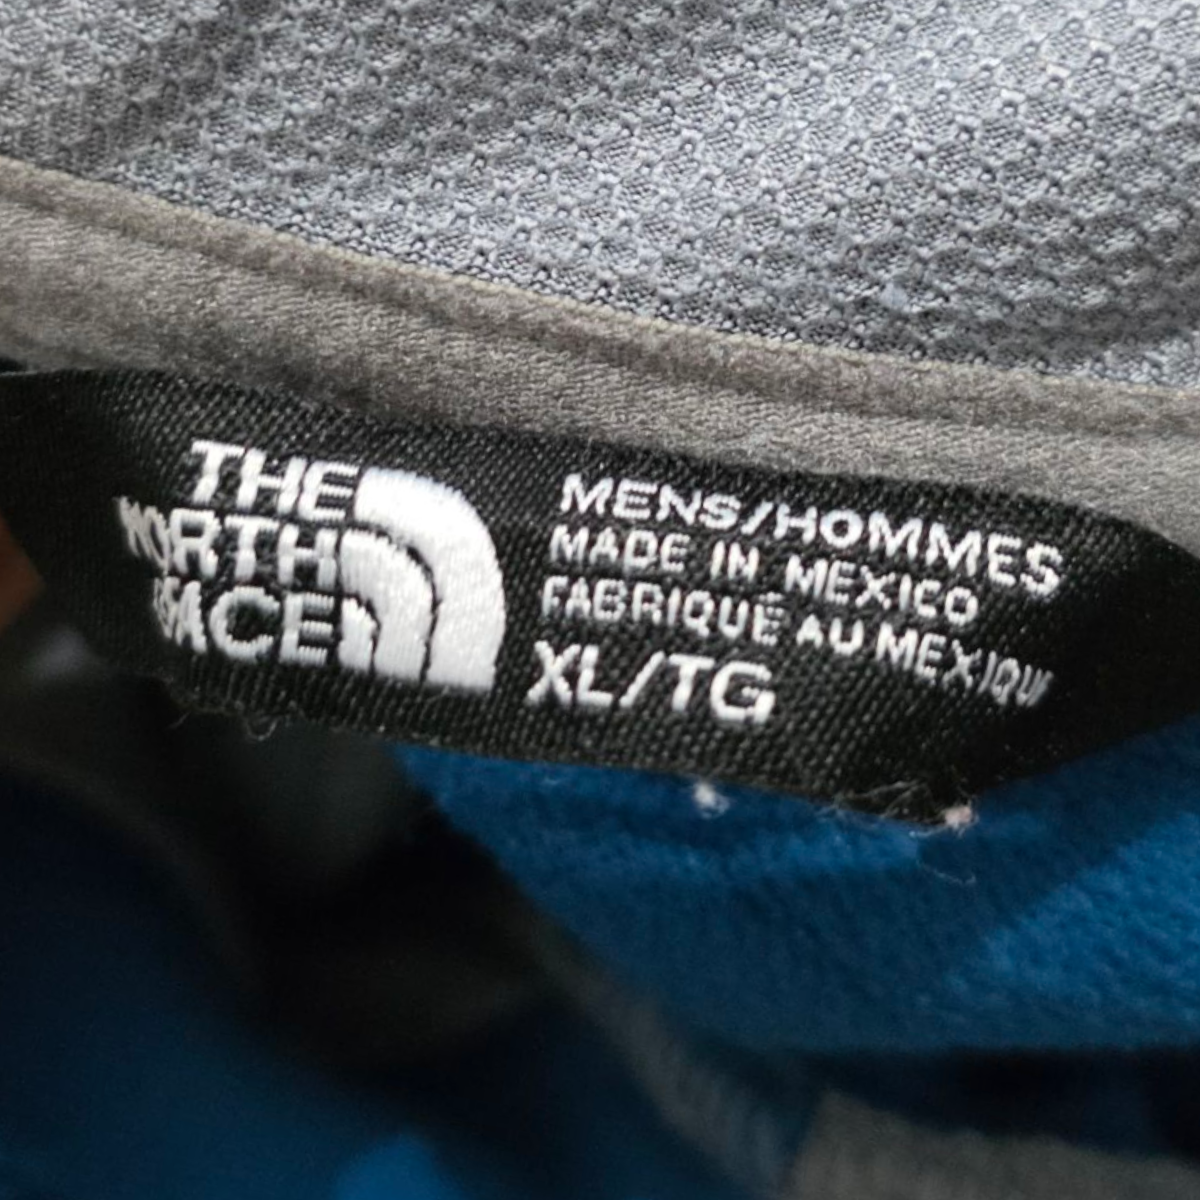 THE
NORTH
FACE
MENS/HOMMES
MADE IN MEXICO
FABRIQUÉ AU MEXIQU
XL/TG